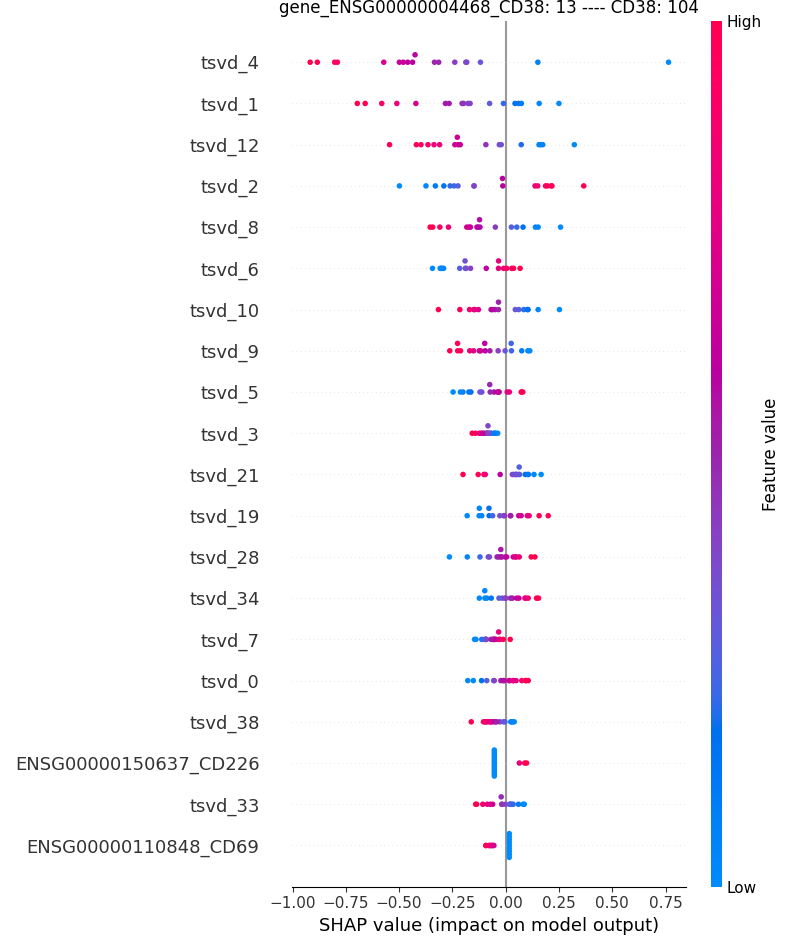 gene_ENSG00000004468_CD38: 13 ---- CD38: 104
High
tsvd_4
tsvd_1
tsvd_12
tsvd_2
tsvd_8
tsvd_6
tsvd_10
tsvd_9
tsvd_5
tsvd_3
tsvd_21
tsvd_19
tsvd_28
tsvd_34
tsvd_7
tsvd_0
tsvd_38
ENSG00000150637_CD226
tsvd_33
ENSG00000110848_CD69
Feature value
Low
−1.00 −0.75 −0.50 −0.25 0.00 0.25 0.50 0.75
SHAP value (impact on model output)